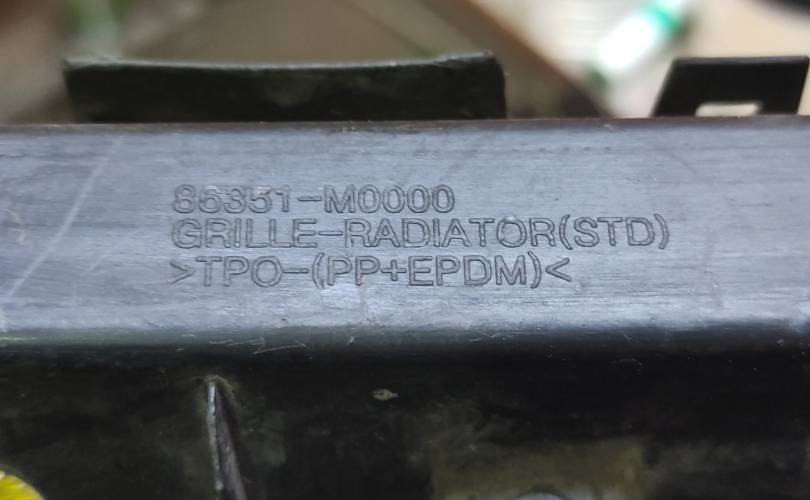 86351-M0000
GRILLE-RADIATOR(STD)
>TPO-(PP+EPDM)<